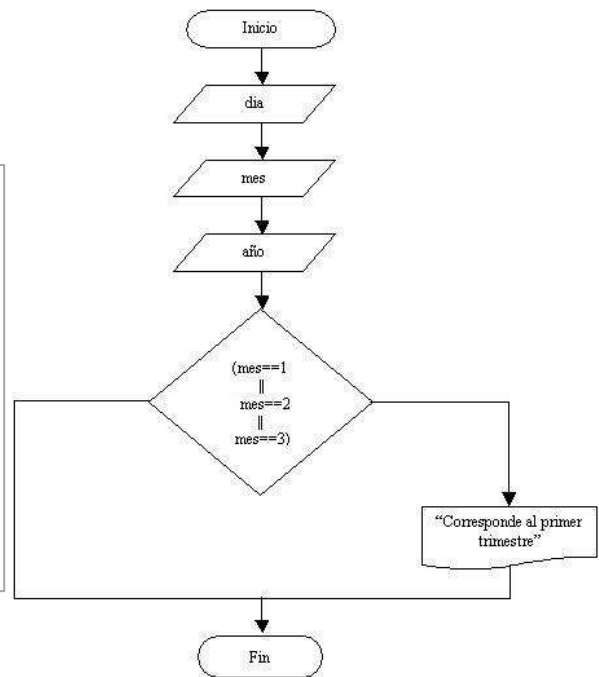 Inicio
dia
mes
año
(mes==1
||
mes==2
||
mes==3)
“Corresponde al primer
trimestre”
Fin